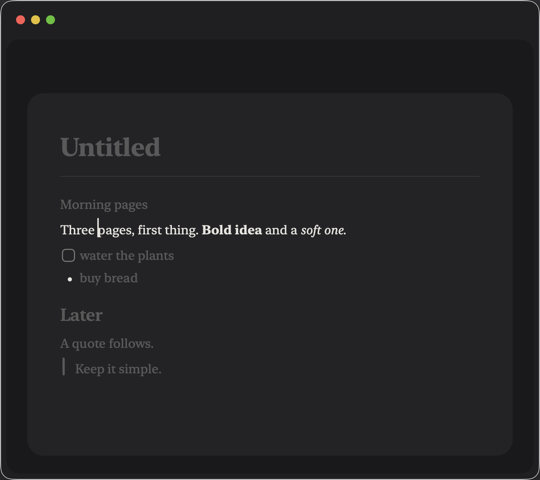 Untitled
Morning pages
Three pages, first thing. Bold idea and a soft one.
water the plants
buy bread
Later
A quote follows.
Keep it simple.